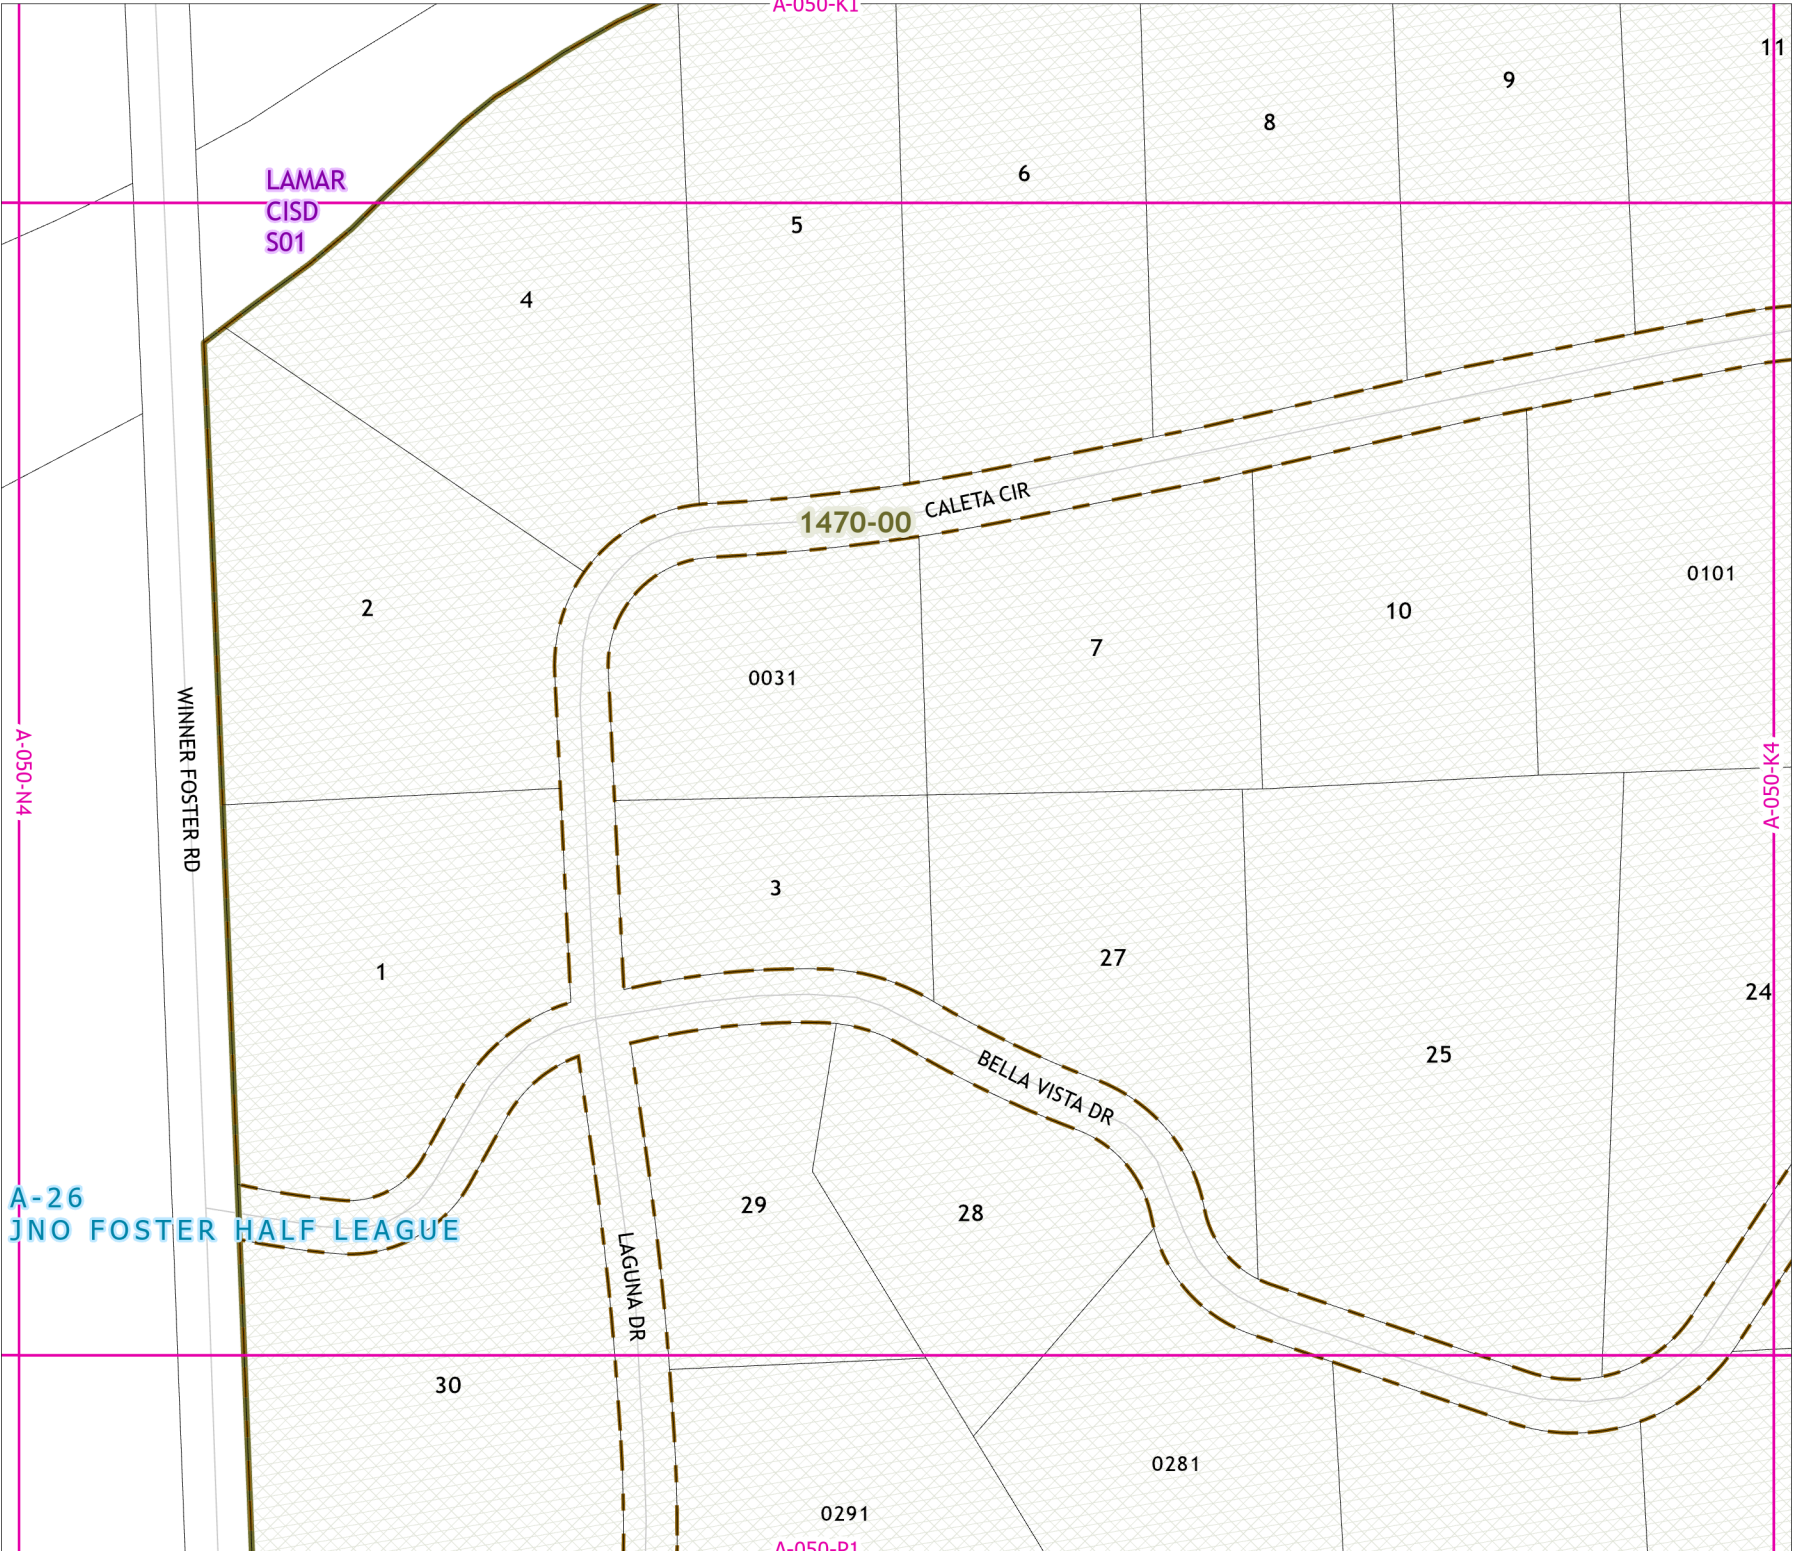 A-050-K1
11
9
8
6
LAMAR
CISD
S01
5
4
CALETA CIR
1470-00
0101
2
10
7
0031
WINNER FOSTER RD
A-050-N4
A-050-K4
3
27
1
24
25
BELLA VISTA DR
A-26
JNO FOSTER HALF LEAGUE
29
28
LAGUNA DR
30
0281
0291
A-050-P1